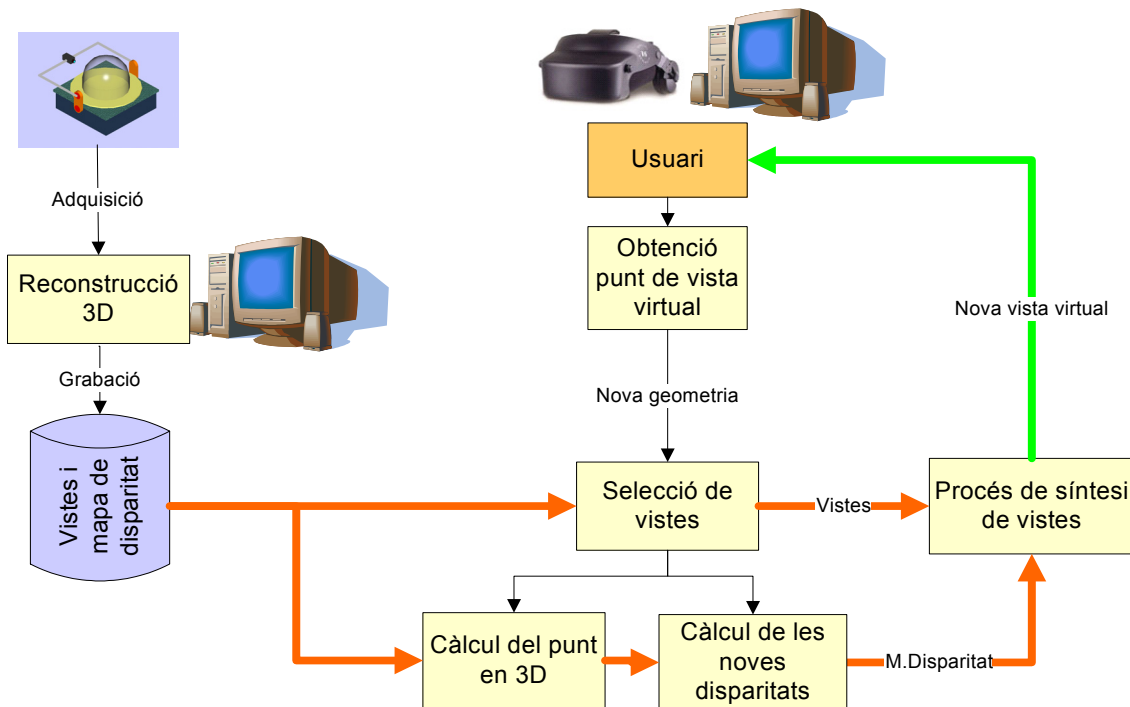 Adquisició
Reconstrucció
3D
Grabació
Vistes i
mapa de
disparitat
Usuari
Obtenció
punt de vista
virtual
Nova geometria
Selecció de
vistes
Vistes
Procés de síntesi
de vistes
Nova vista virtual
Càlcul del punt
en 3D
Càlcul de les
noves
disparitats
M.Disparitat